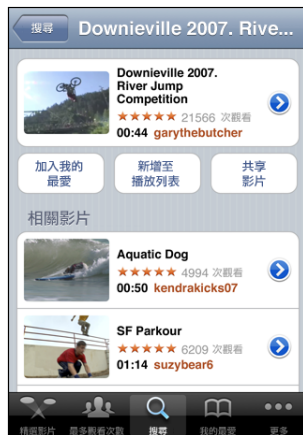 搜尋
Downieville 2007. Rive...
Downieville 2007.
River Jump
Competition
21566 次觀看
00:44 garythebutcher
加入我的
最愛
新增至
播放列表
共享
影片
相關影片
Aquatic Dog
4994 次觀看
00:50 kendrakicks07
SF Parkour
6209 次觀看
01:14 suzybear6
精選影片
最多觀看次數
搜尋
我的最愛
更多